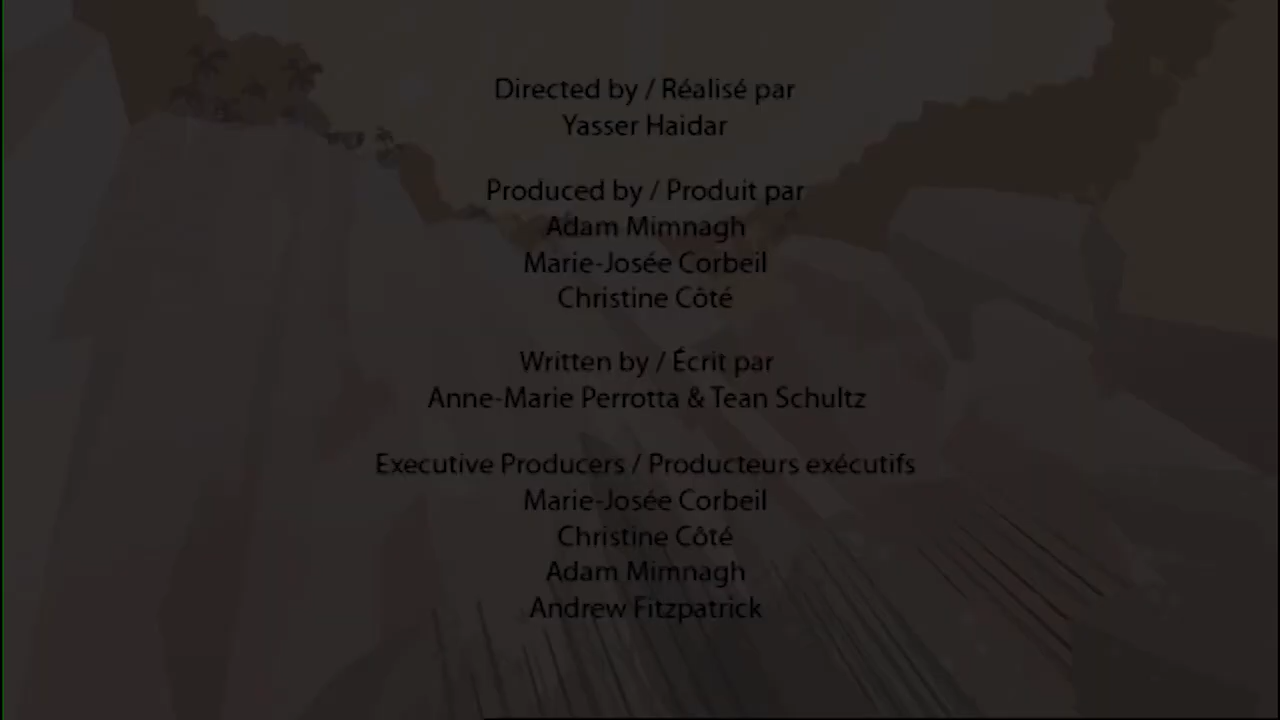 Directed by / Réalisé par
Yasser Haidar
Produced by / Produit par
Adam Mimnagh
Marie-Josée Corbeil
Christine Côté
Written by / Écrit par
Anne-Marie Perrotta & Tean Schultz
Executive Producers / Producteurs exécutifs
Marie-Josée Corbeil
Christine Côté
Adam Mimnagh
Andrew Fitzpatrick